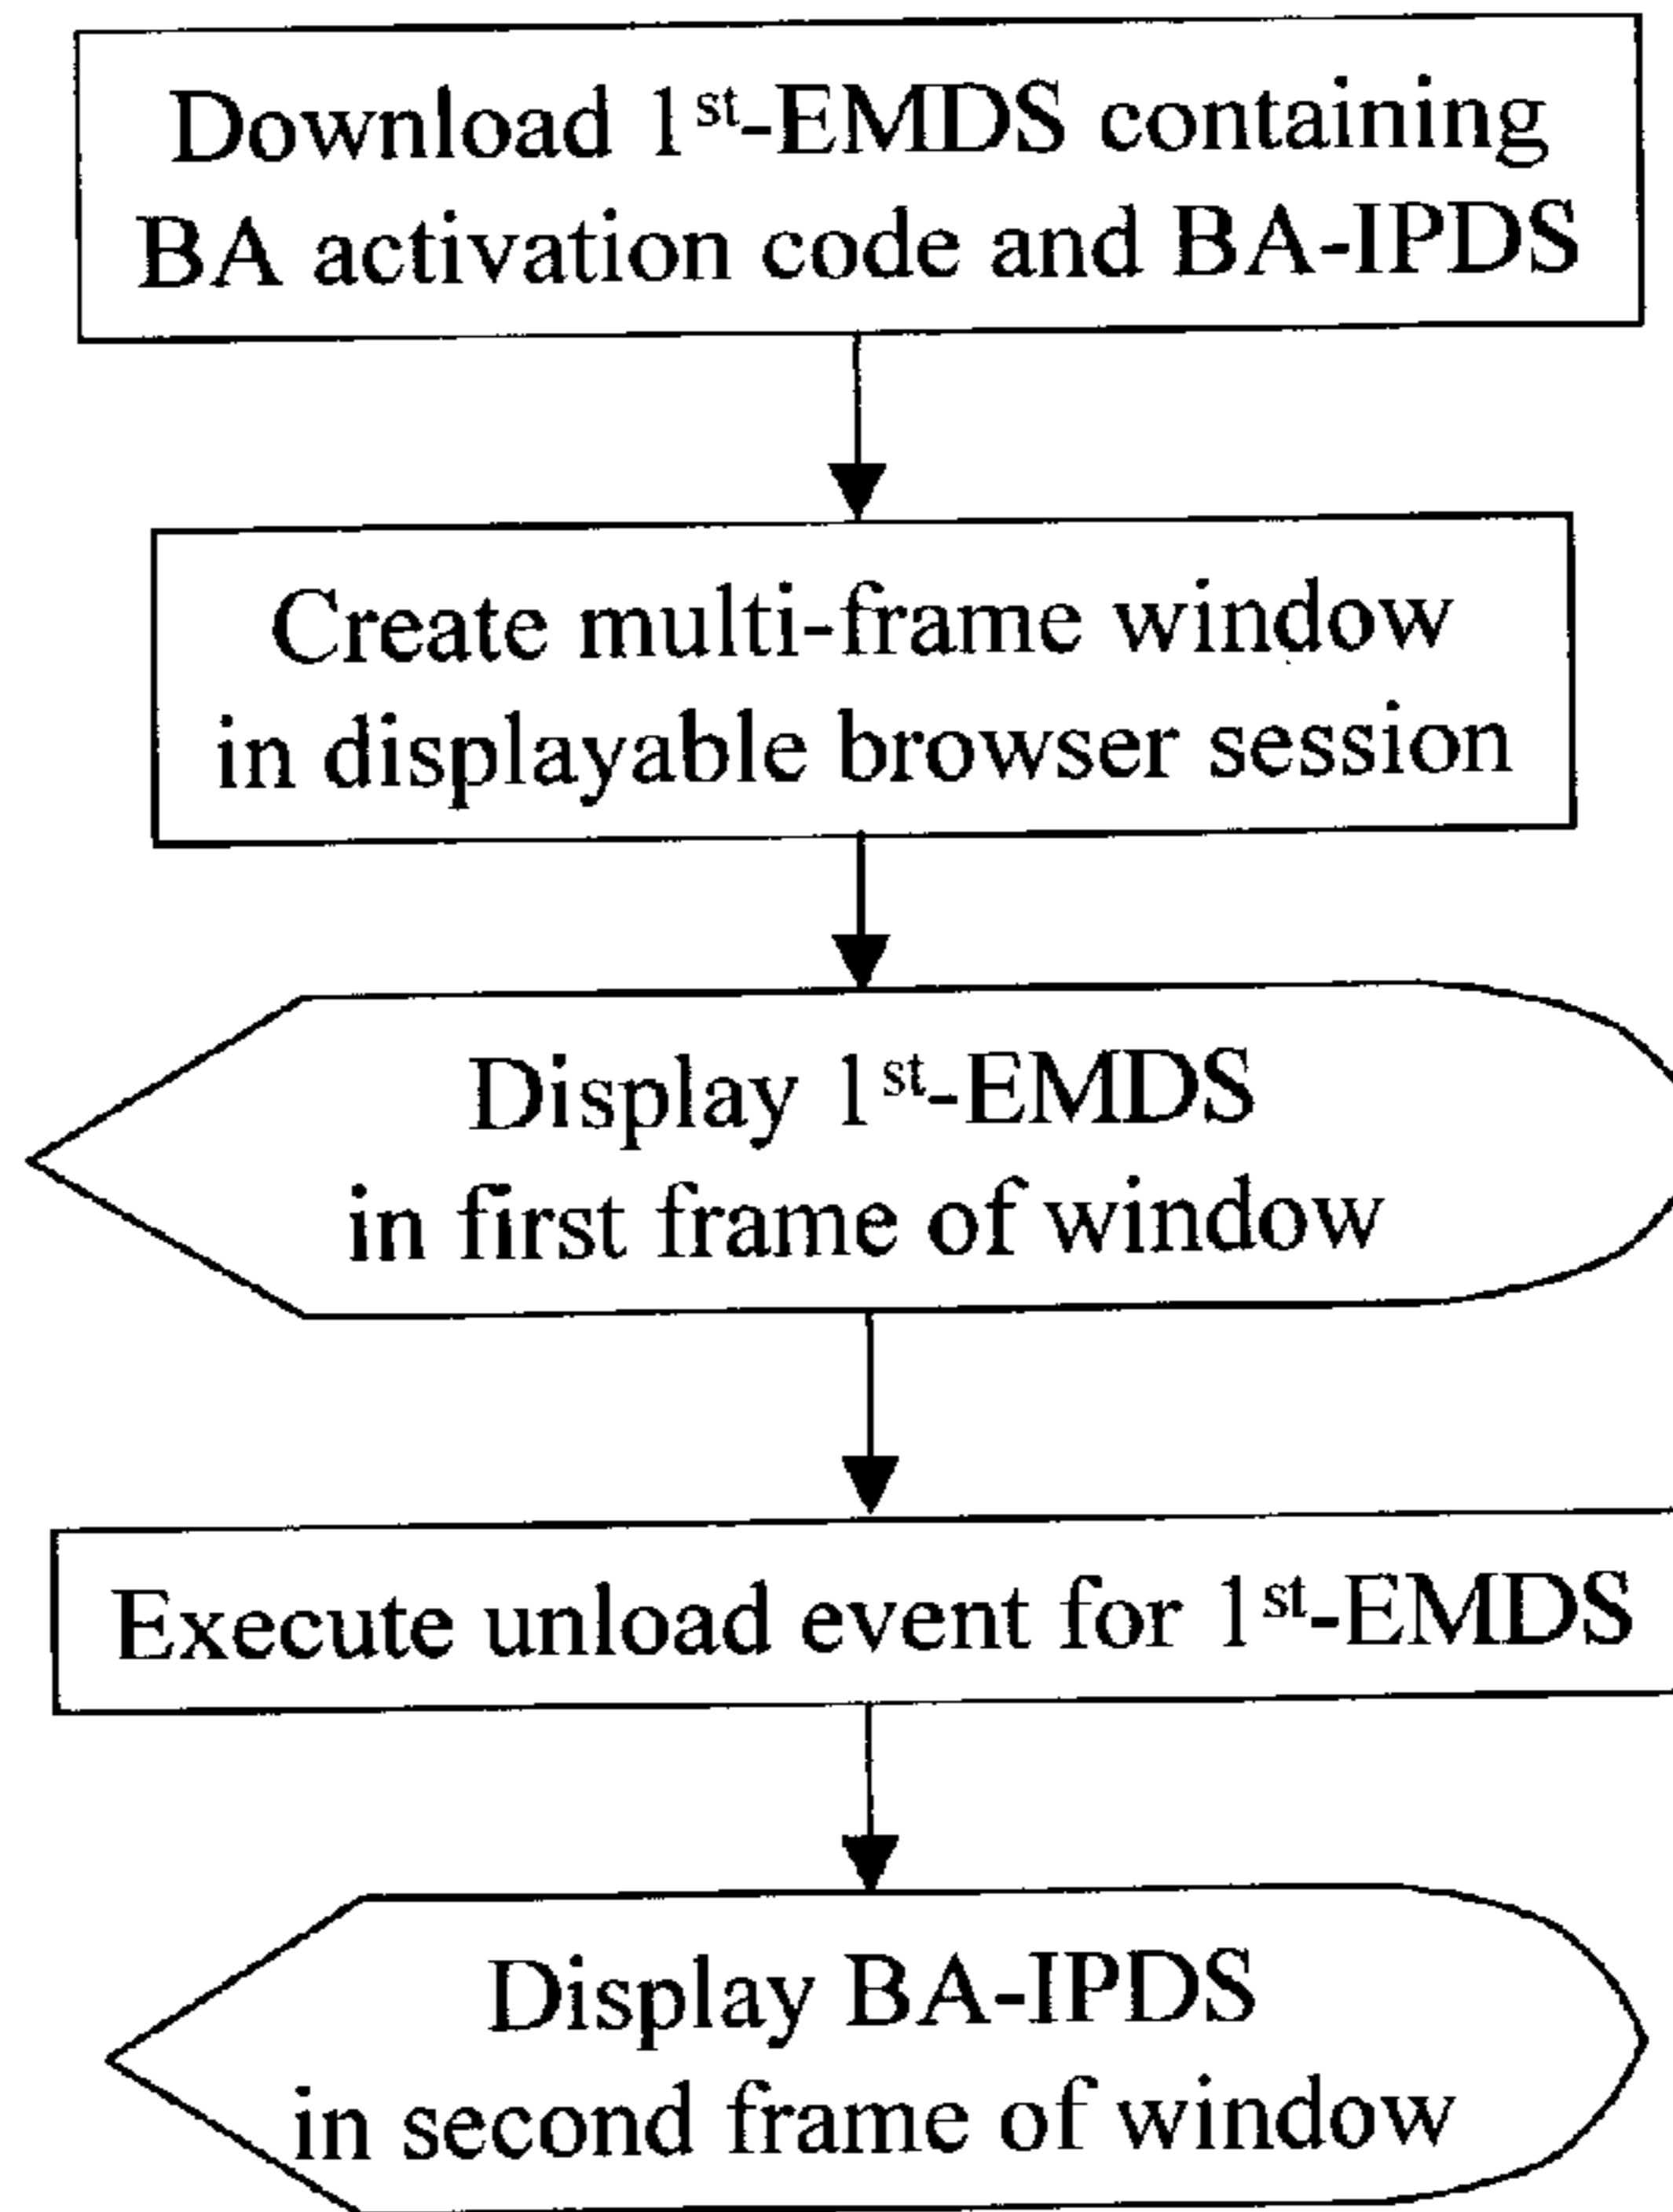 Download 1st-EMDS containing
BA activation code and BA-IPDS
Create multi-frame window
in displayable browser session
Display 1st-EMDS
in first frame of window
Execute unload event for 1st-EMDS
Display BA-IPDS
in second frame of window